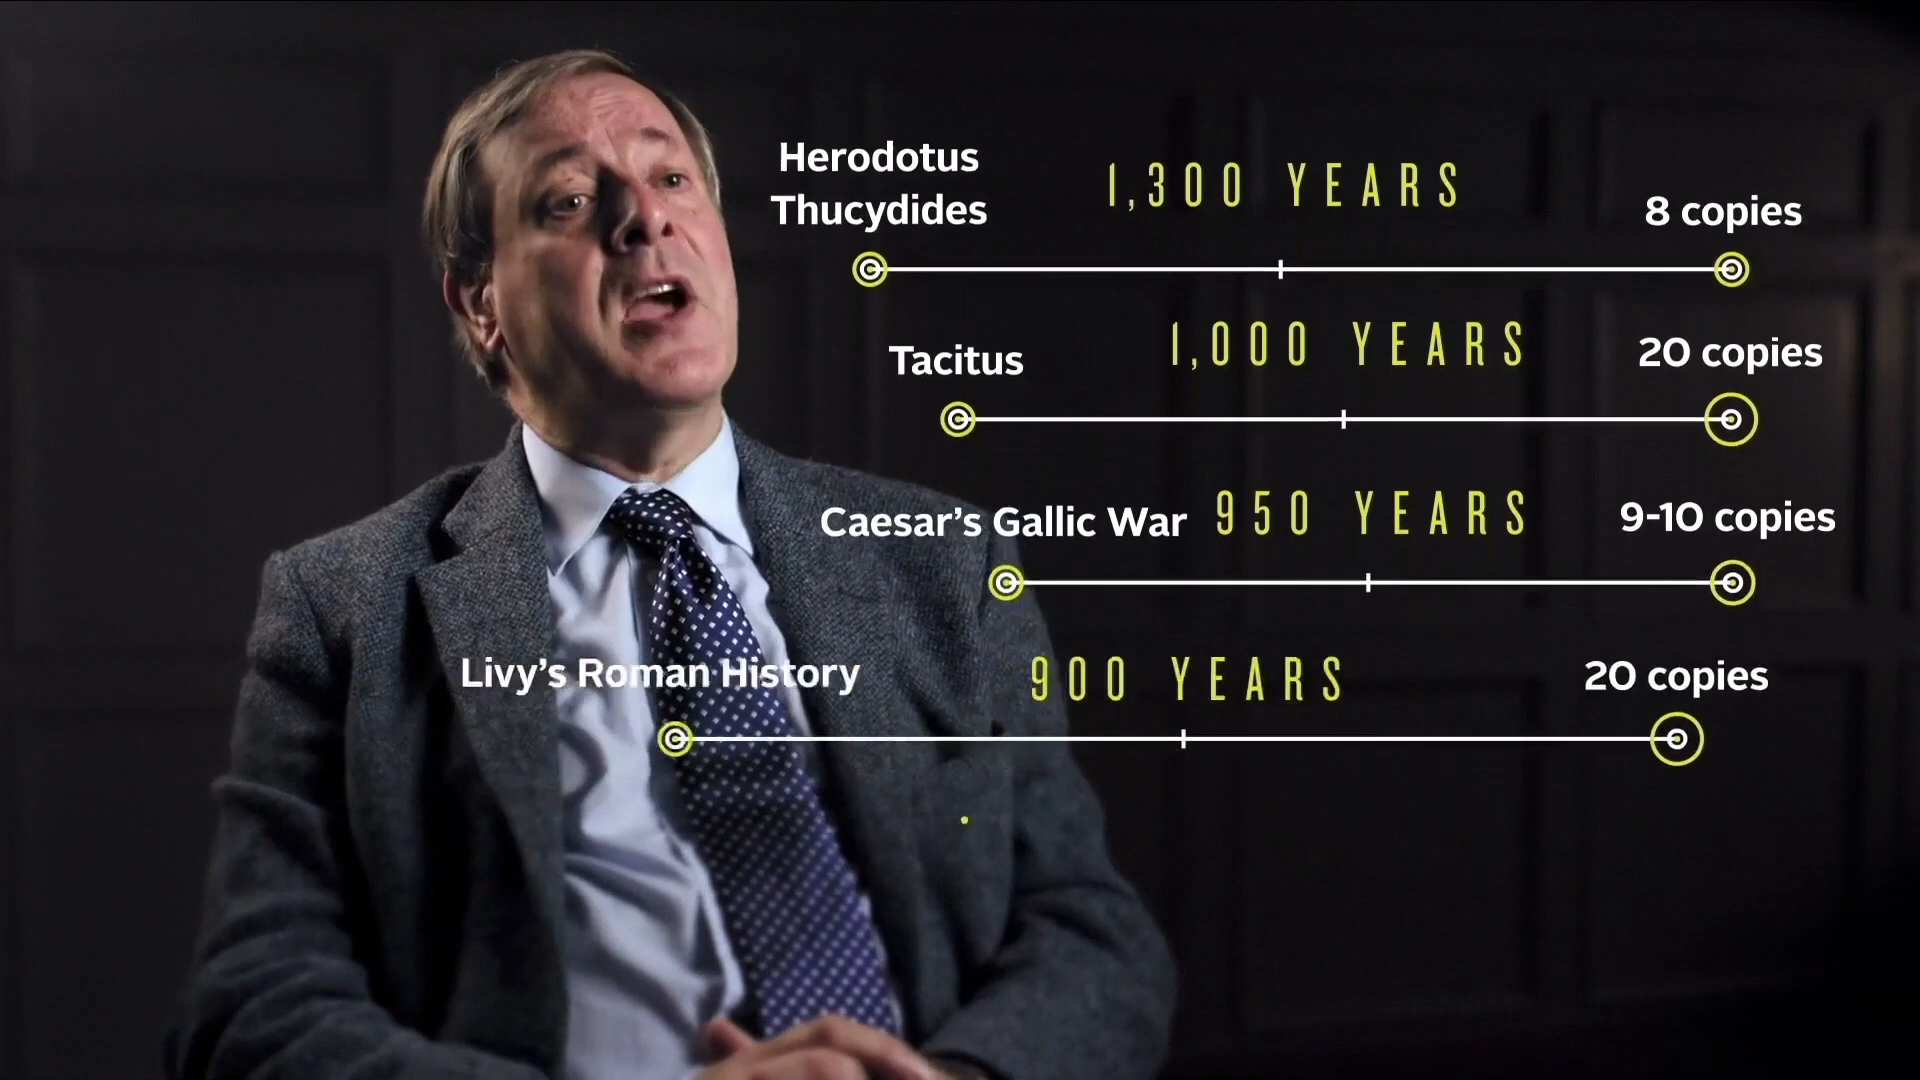 Herodotus
Thucydides
1,300 YEARS
8 copies
Tacitus
1,000 YEARS
20 copies
Caesar's Gallic War
950 YEARS
9-10 copies
Livy's Roman History
900 YEARS
20 copies